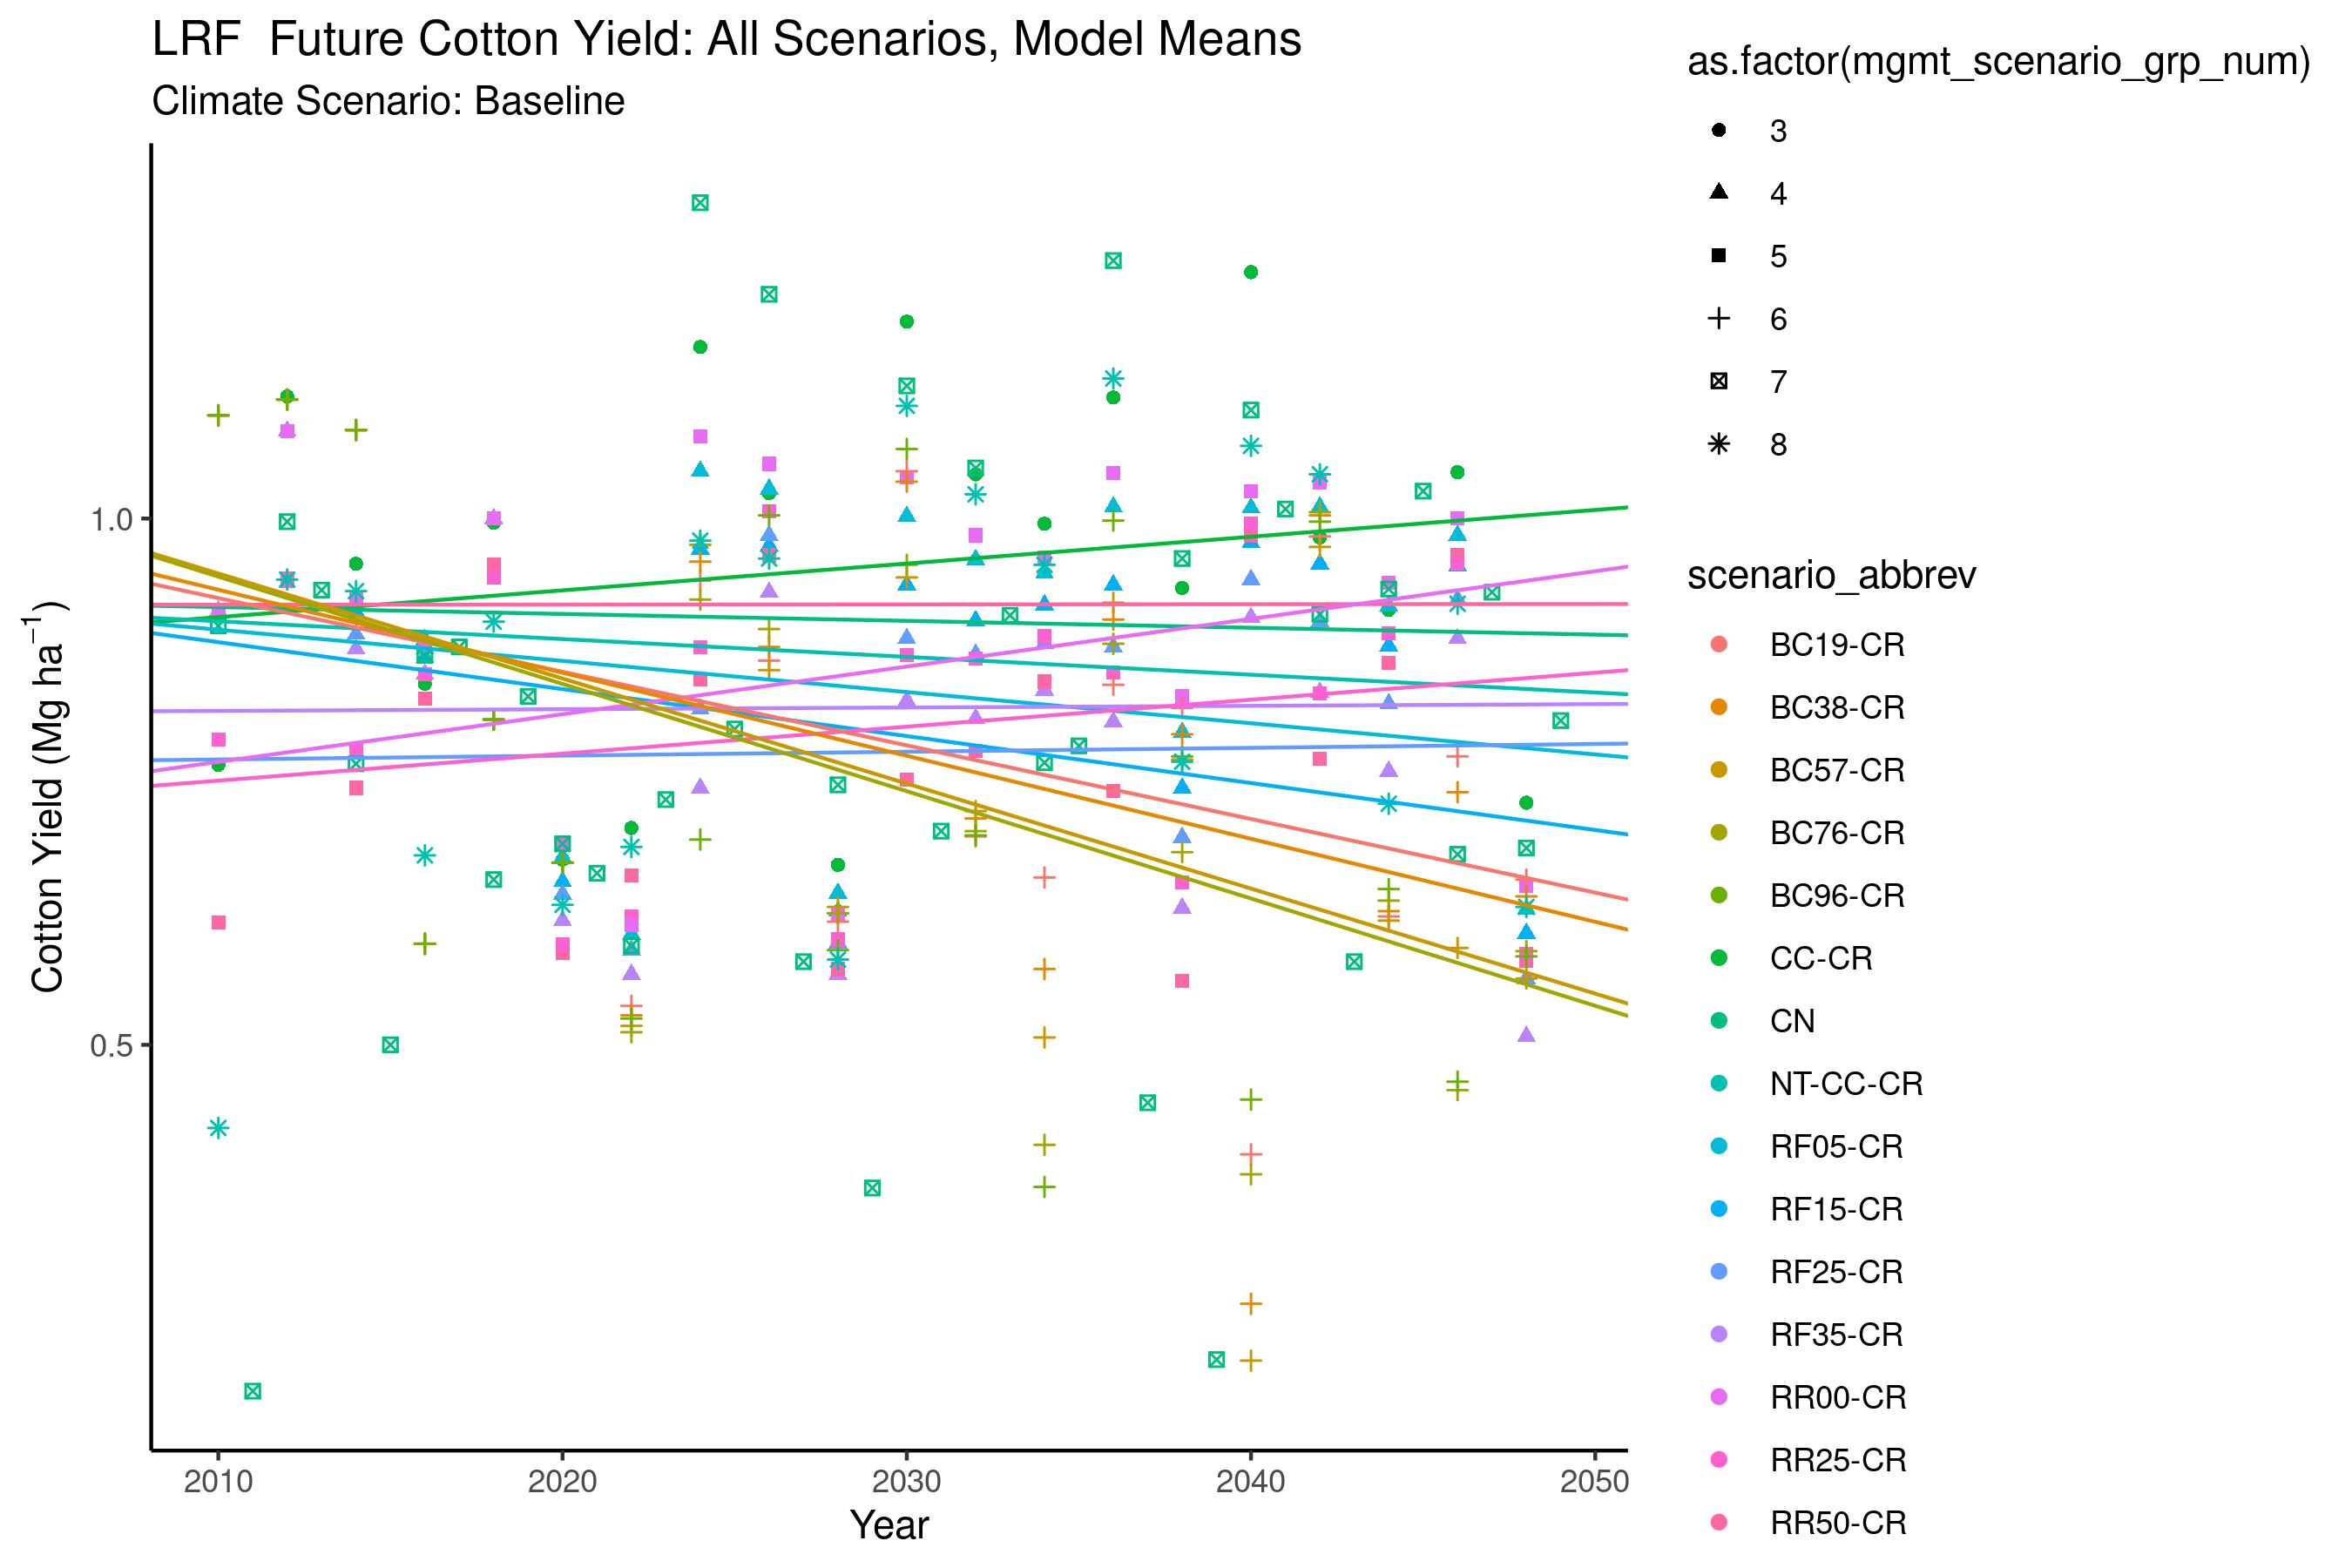 LRF  Future Cotton Yield: All Scenarios, Model Means
Climate Scenario: Baseline
Cotton Yield (Mg ha⁻¹)
1.0
0.5
2010
2020
2030
2040
2050
Year
as.factor(mgmt_scenario_grp_num)
3
4
5
6
7
8
scenario_abbrev
BC19-CR
BC38-CR
BC57-CR
BC76-CR
BC96-CR
CC-CR
CN
NT-CC-CR
RF05-CR
RF15-CR
RF25-CR
RF35-CR
RR00-CR
RR25-CR
RR50-CR